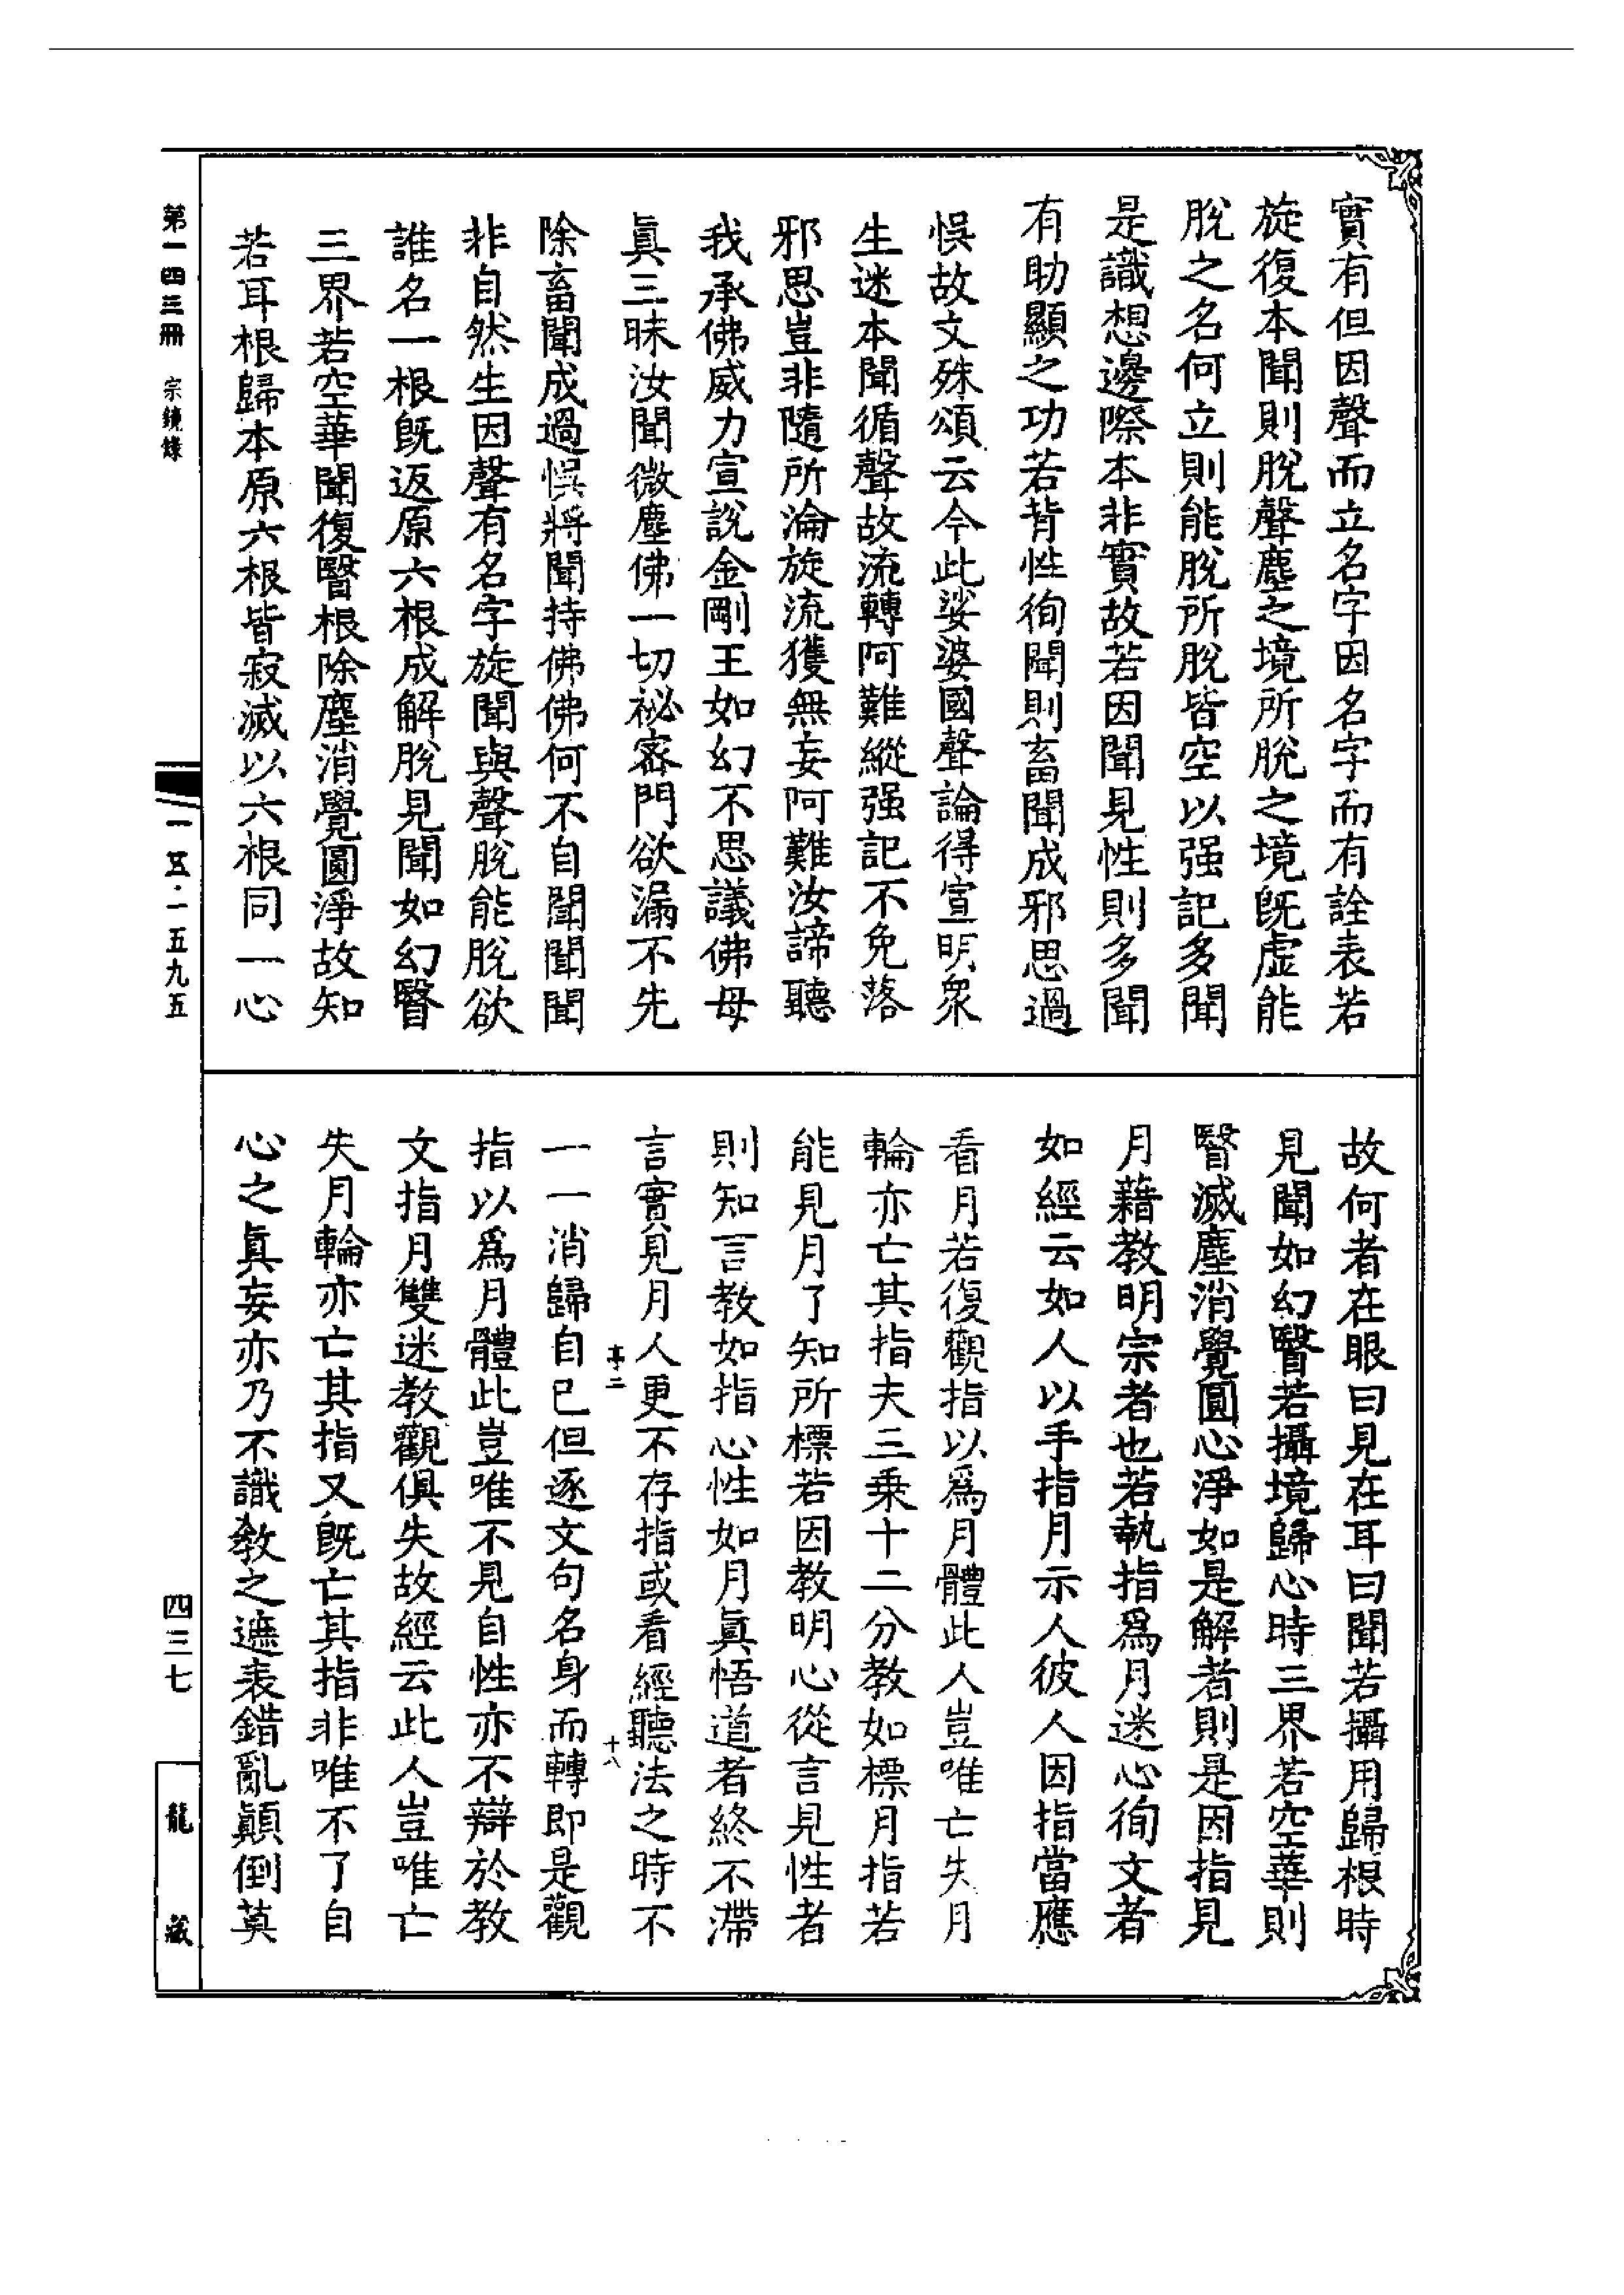 實有但因聲而立名字因名字而有詮表若
旋復本聞則脫聲塵之境所脫之境旣虛能
脫之名何立則能脫所脫皆空以强記多聞
是識想邊際本非實故若因聞見性則多聞
有助顯之功若背性徇聞則畜聞成邪思過
悞故文殊頌云今此娑婆國聲論得宣明衆
生迷本聞循聲故流轉阿難縱强記不免落
邪思豈非隨所淪旋流獲無妄阿難汝諦聽
我承佛威力宣說金剛王如幻不思議佛母
眞三昧汝聞微塵佛一切祕密門欲漏不先
除畜聞成過悞將聞持佛佛何不自聞聞聞
非自然生因聲有名字旋聞與聲脫能脫欲
誰名一根旣返原六根成解脫見聞如幻瞖
三界若空華聞復瞖根除塵消覺圓淨故知
若耳根歸本原六根皆寂滅以六根同一心
故何者在眼曰見在耳曰聞若攝用歸根時
見聞如幻瞖若攝境歸心時三界若空華則
瞖滅塵消覺圓心淨如是解者則是因指見
月藉教明宗者也若執指爲月迷心徇文者
如經云如人以手指月示人彼人因指當應
看月若復觀指以爲月體此人豈唯亡失月
輪亦亡其指夫三乗十二分教如標月指若
能見月了知所標若因教明心從言見性者
則知言教如指心性如月眞悟道者終不滯
言實見月人更不存指或看經聽法之時不
亭二
十八
一一消歸自已但逐文句名身而轉即是觀
指以爲月體此豈唯不見自性亦不辯於教
文指月雙迷教觀俱失故經云此人豈唯亡
失月輪亦亡其指又旣亡其指非唯不了自
心之眞妄亦乃不識教之遮表錯亂顚倒莫
第一四三冊 宗鏡錄
一五·一五九五
四三七
龍藏